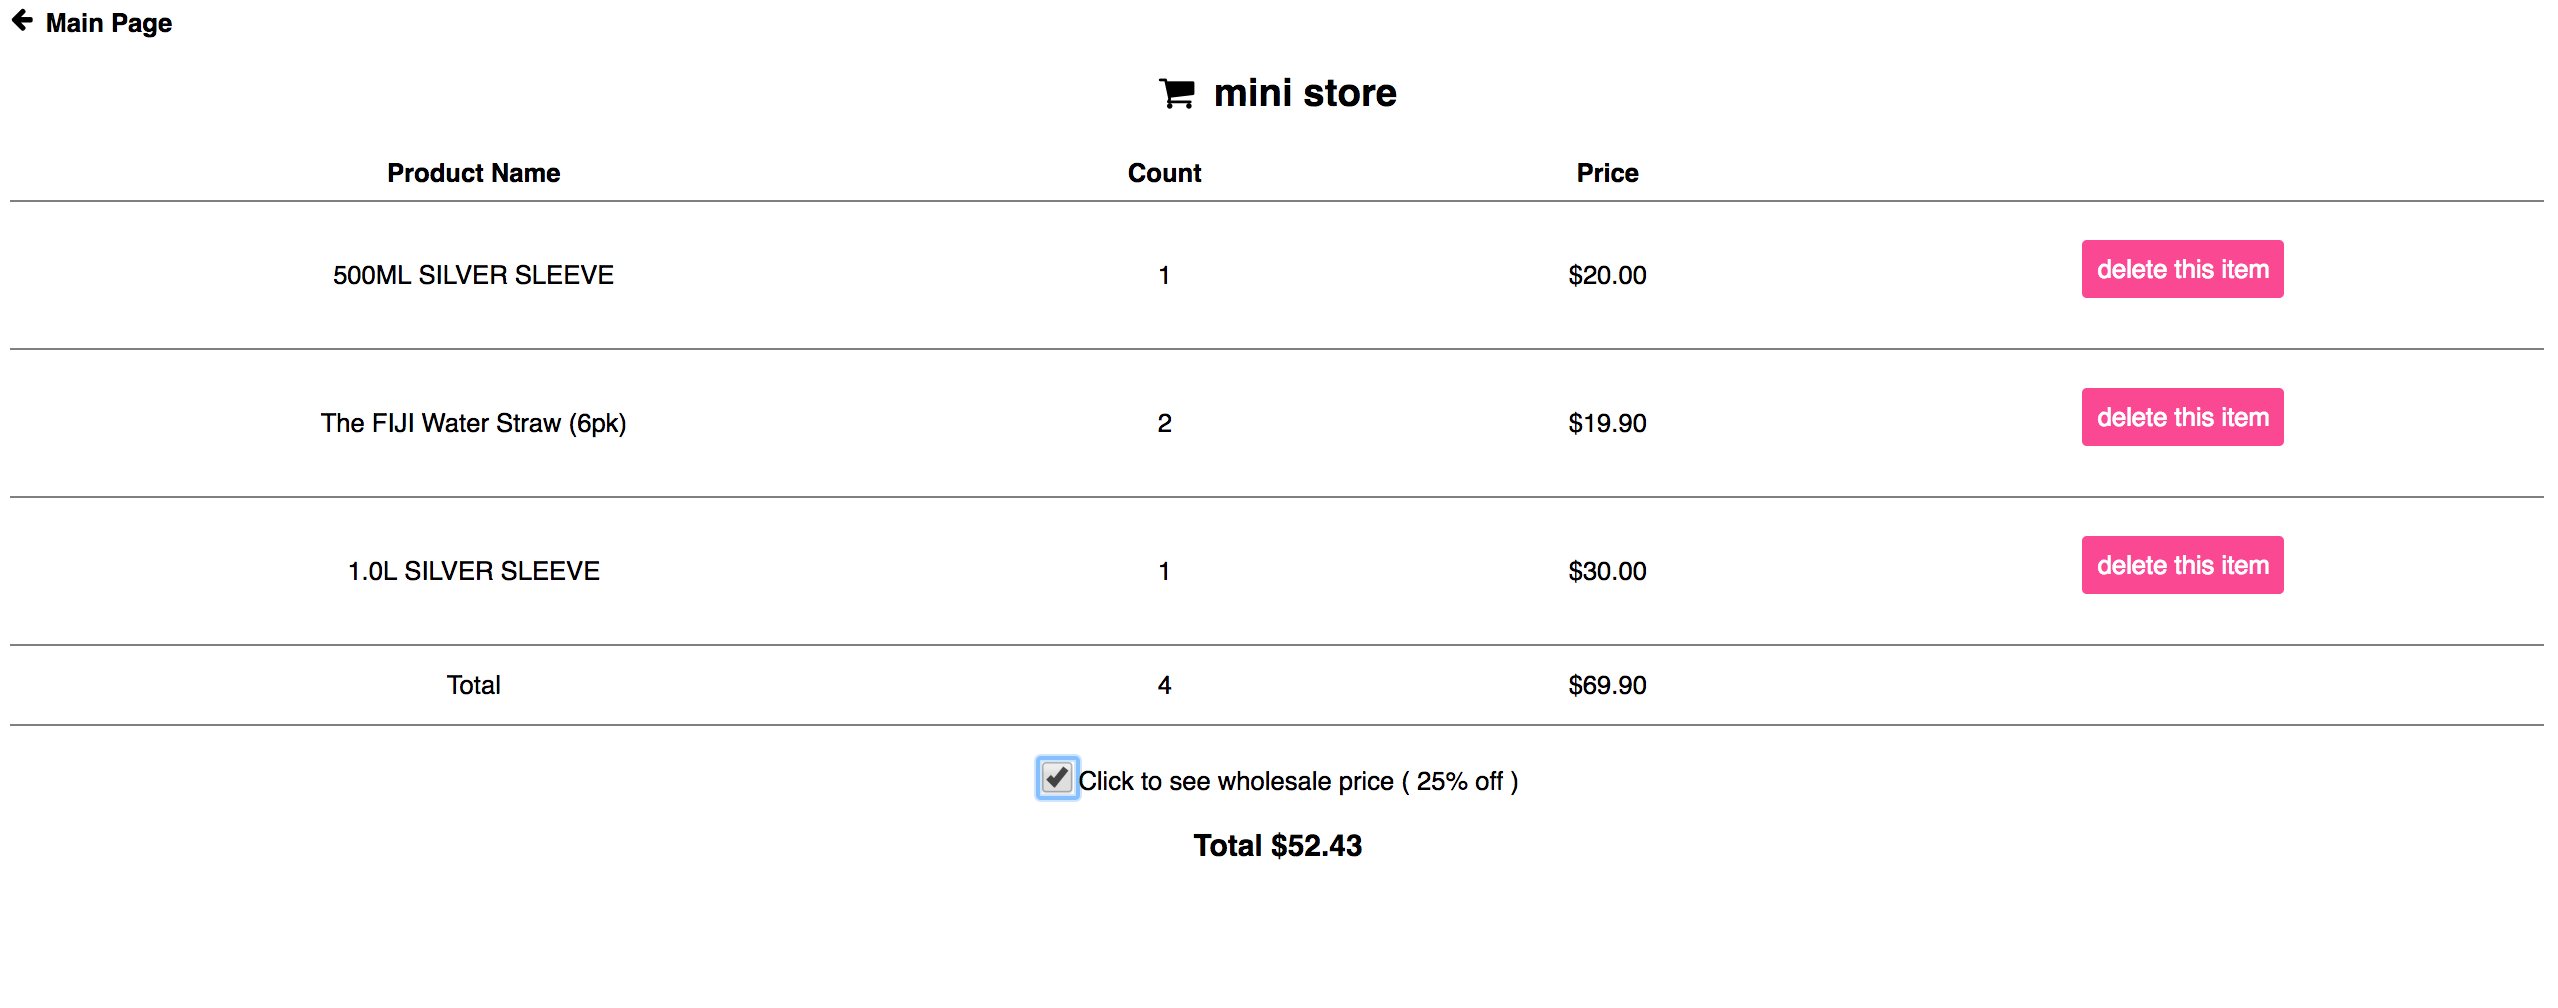 Main Page
mini store
Product Name Count Price
500ML SILVER SLEEVE 1 $20.00 delete this item
The FIJI Water Straw (6pk) 2 $19.90 delete this item
1.0L SILVER SLEEVE 1 $30.00 delete this item
Total 4 $69.90
Click to see wholesale price ( 25% off )
Total $52.43